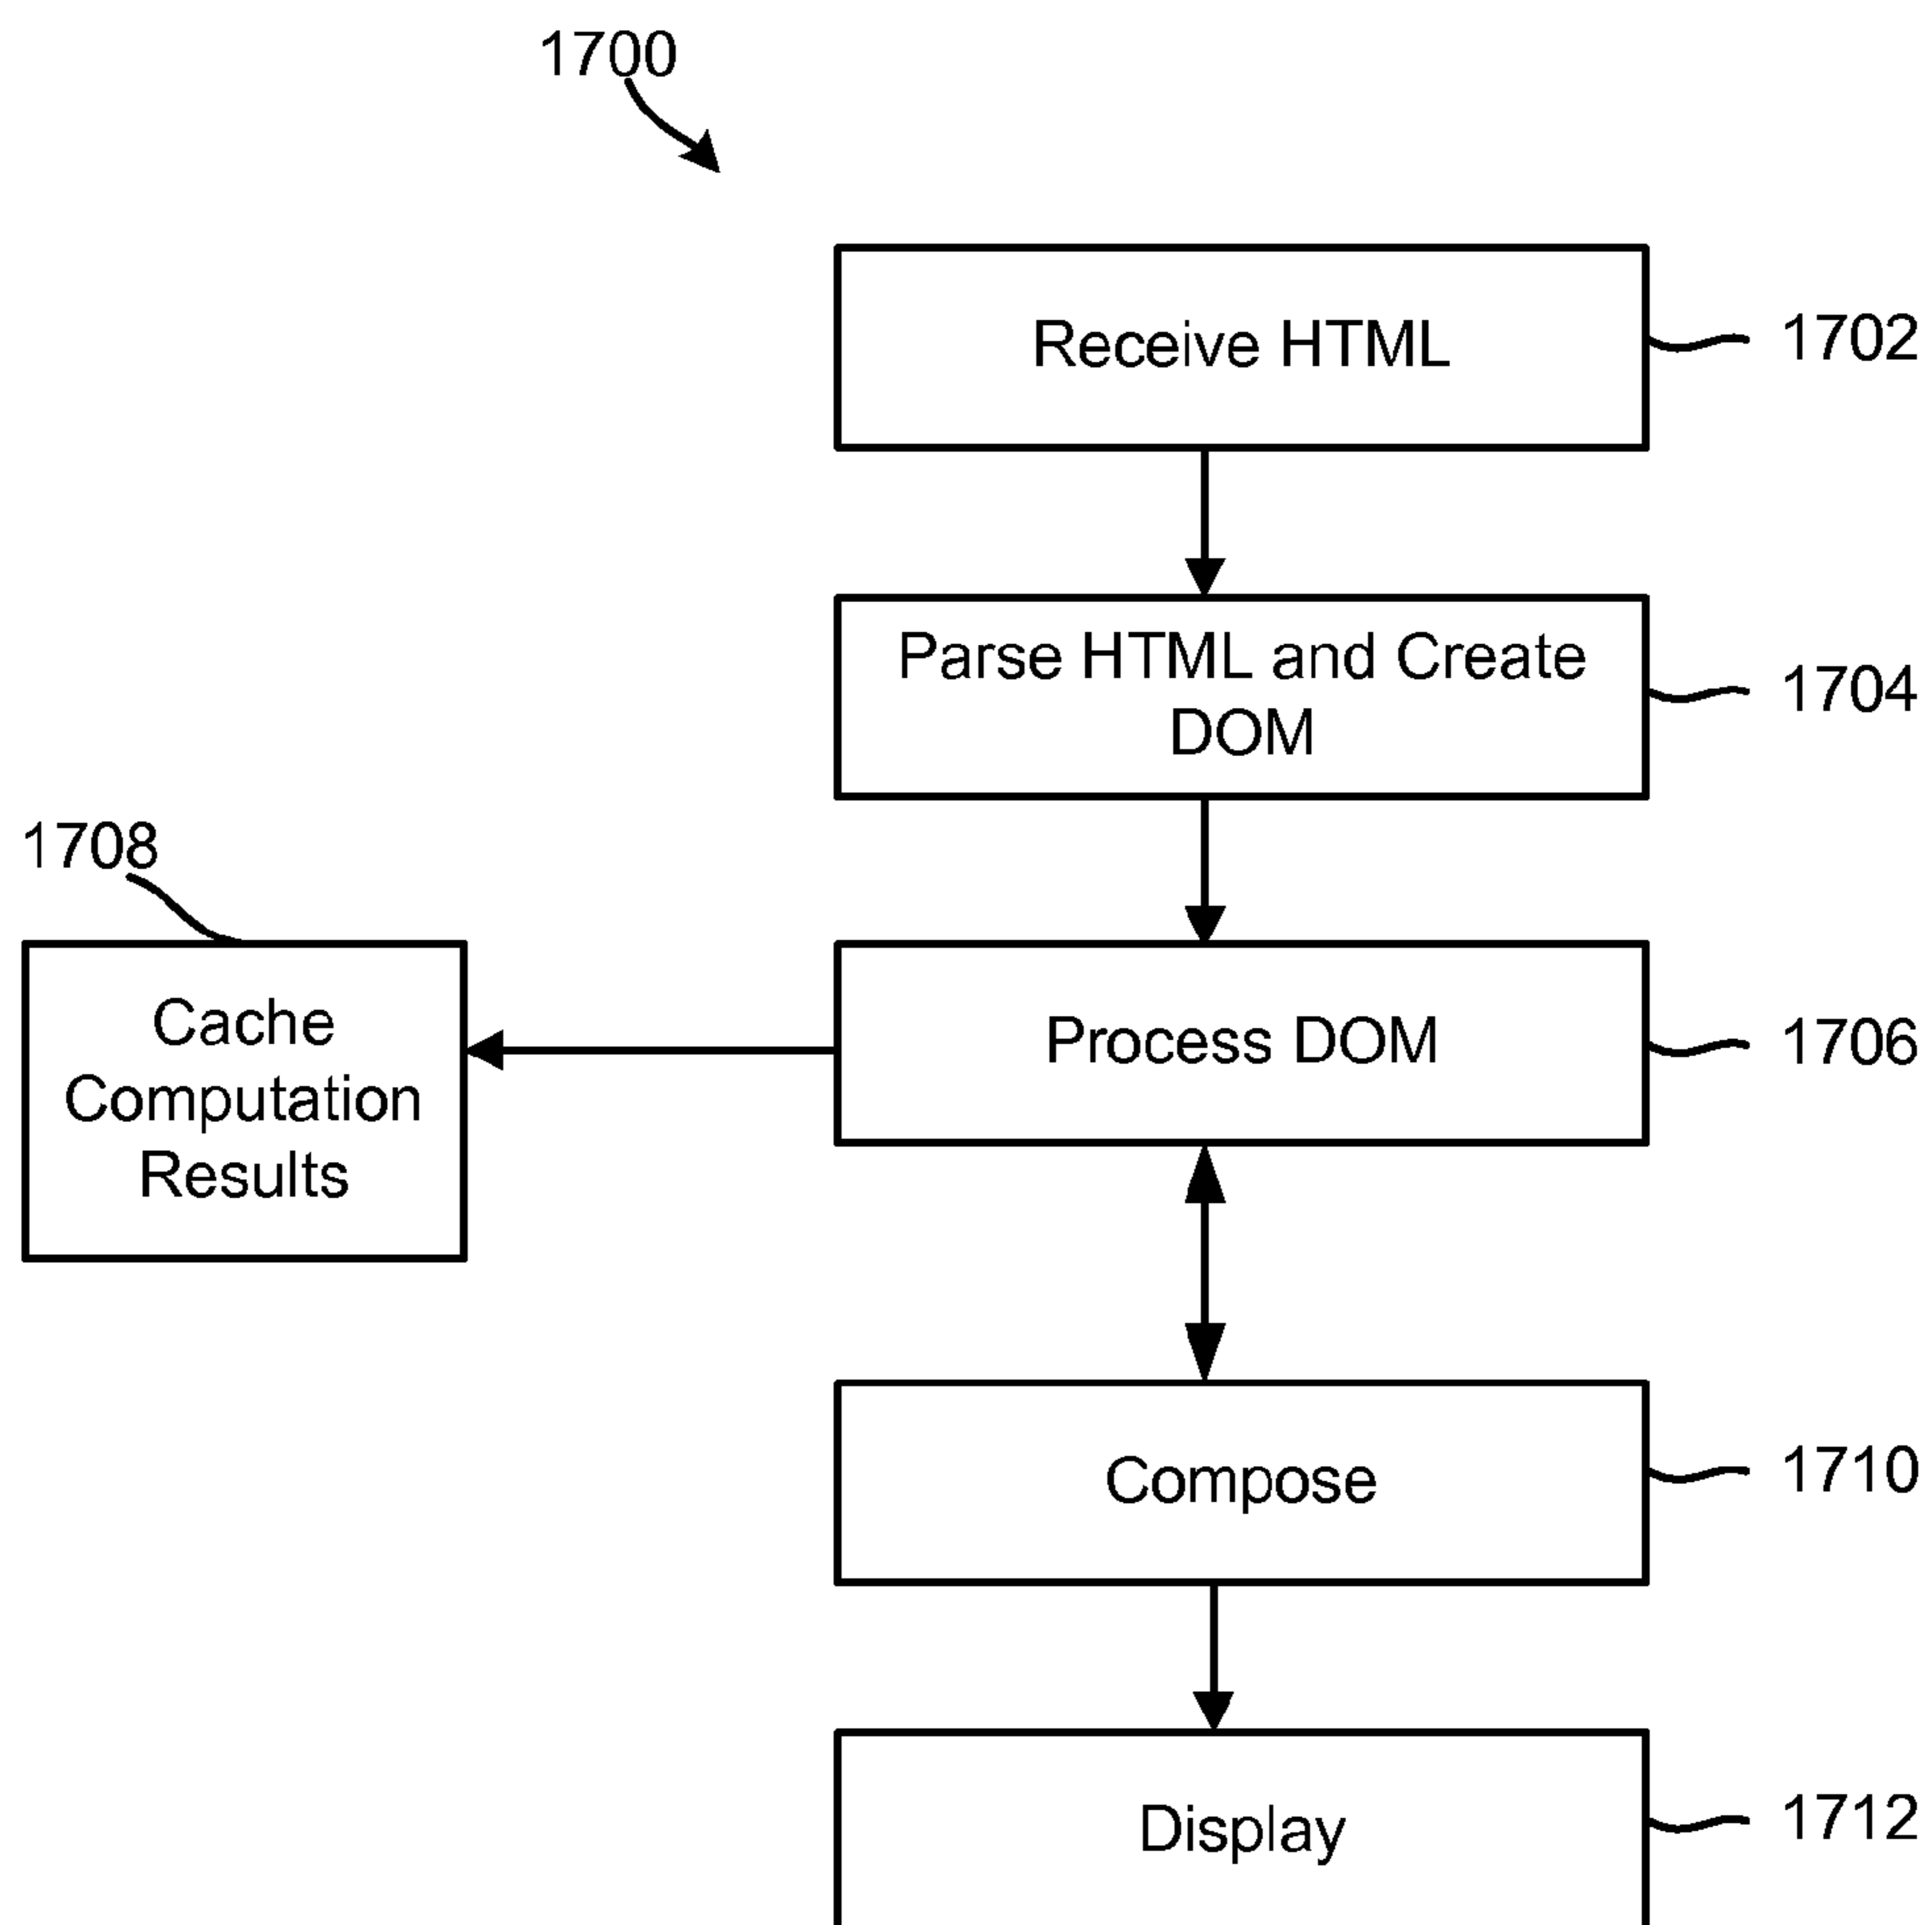 1700
Receive HTML
1702
Parse HTML and Create
DOM
1704
1708
Cache
Computation
Results
Process DOM
1706
Compose
1710
Display
1712